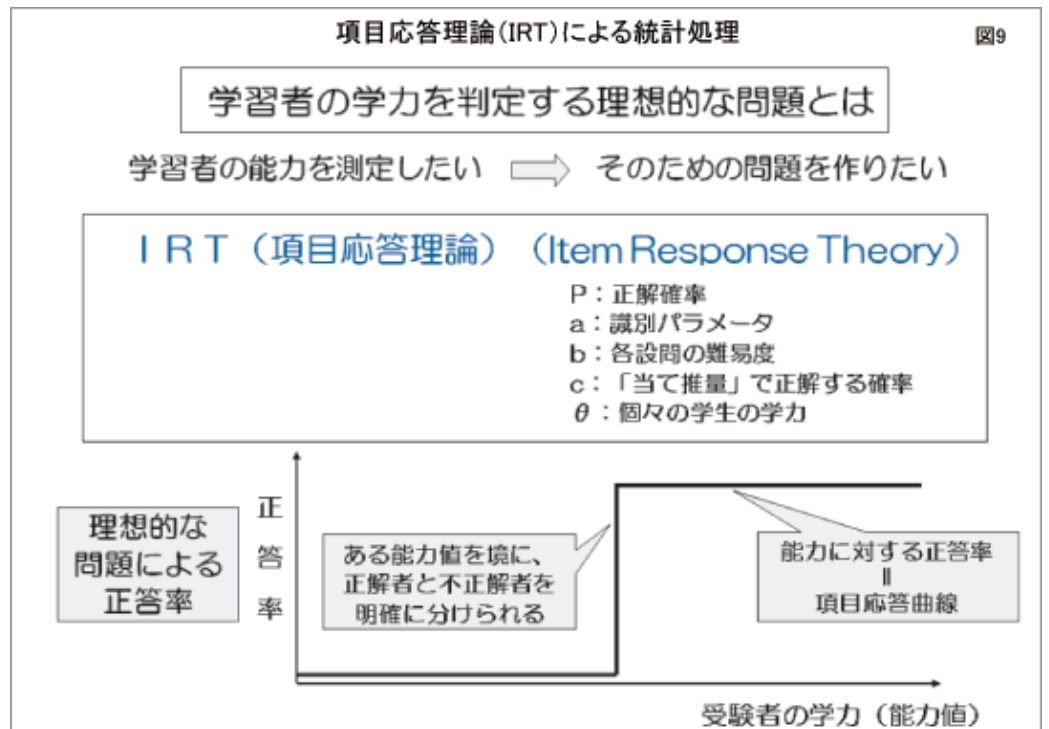 項目応答理論(IRT)による統計処理
図9
学習者の学力を判定する理想的な問題とは
学習者の能力を測定したい ⇨ そのための問題を作りたい
IRT（項目応答理論）（Item Response Theory）
P：正解確率
a：識別パラメータ
b：各設問の難易度
c：「当て推量」で正解する確率
θ：個々の学生の学力
理想的な
問題による
正答率
正
答
率
ある能力値を境に、
正解者と不正解者を
明確に分けられる
能力に対する正答率
॥
項目応答曲線
受験者の学力（能力値）